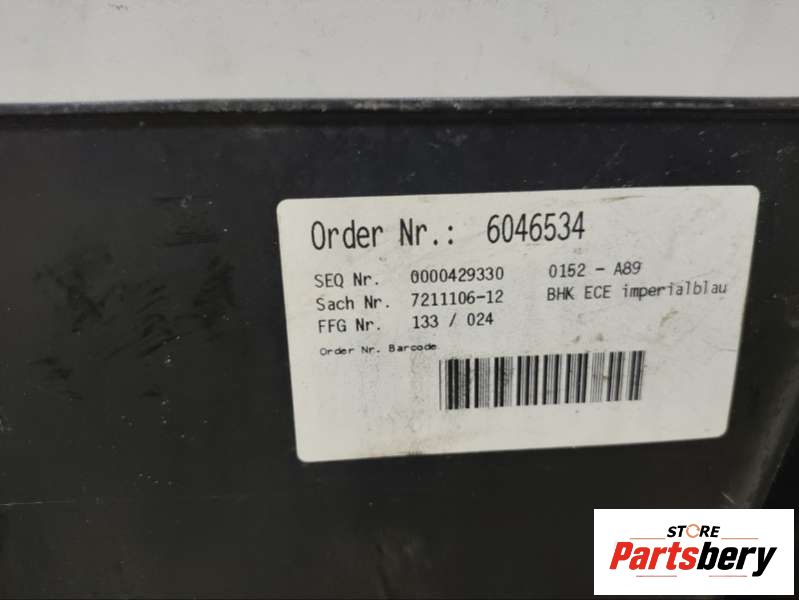 Order Nr.: 6046534
SEQ Nr. 0000429330 0152 - A89
Sach Nr. 7211106-12 BHK ECE imperialblau
FFG Nr. 133 / 024
Order Nr. Barcode
STORE
Partsbery